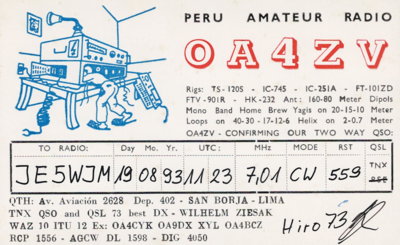 PERU AMATEUR RADIO
OA4ZV
Rigs: TS-120S - IC-745 - IC-251A - FT-101ZD
FTV-901R - HK-232 Ant: 160-80 Meter Dipols
Mono Band Home Brew Yagis on 20-15-10 Meter
Loops on 40-30-17-12-6 Helix on 2-0.7 Meter
OA4ZV - CONFIRMING OUR TWO WAY QSO:
TO RADIO: Day Mo. Yr. UTC: MHz MODE RST QSL
JE5WJM 19 08 93 11 23 7,01 CW 559 TNX
PSE
QTH: Av. Aviación 2628 Dep. 402 - SAN BORJA - LIMA
TNX QSO and QSL 73 best DX - WILHELM ZIESAK
WAZ 10 ITU 12 Ex: OA4CYK OA9DX XYL OA4BCZ
RCP 1556 - AGCW DL 1598 - DIG 4050
Hiro 73